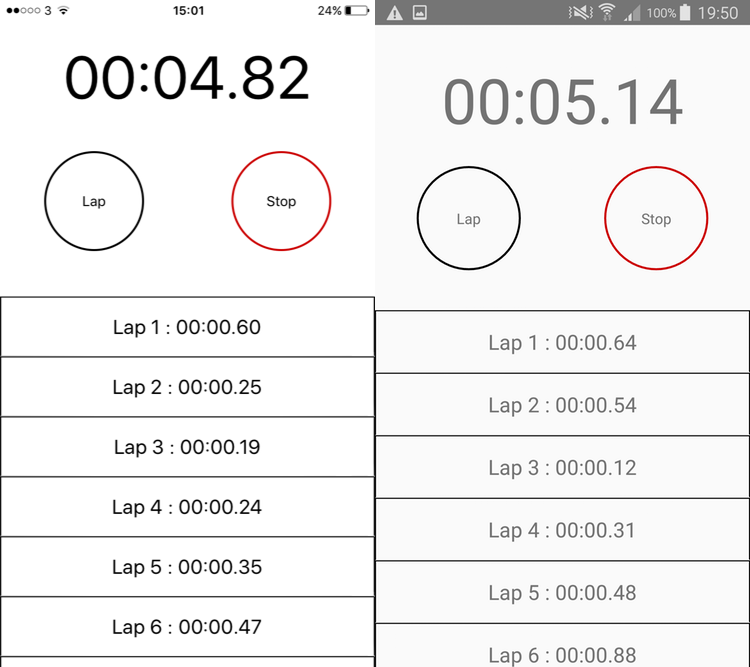 3 15:01 24%
00:04.82
Lap Stop
Lap 1 : 00:00.60
Lap 2 : 00:00.25
Lap 3 : 00:00.19
Lap 4 : 00:00.24
Lap 5 : 00:00.35
Lap 6 : 00:00.47
100% 19:50
00:05.14
Lap Stop
Lap 1 : 00:00.64
Lap 2 : 00:00.54
Lap 3 : 00:00.12
Lap 4 : 00:00.31
Lap 5 : 00:00.48
Lap 6 : 00:00.88